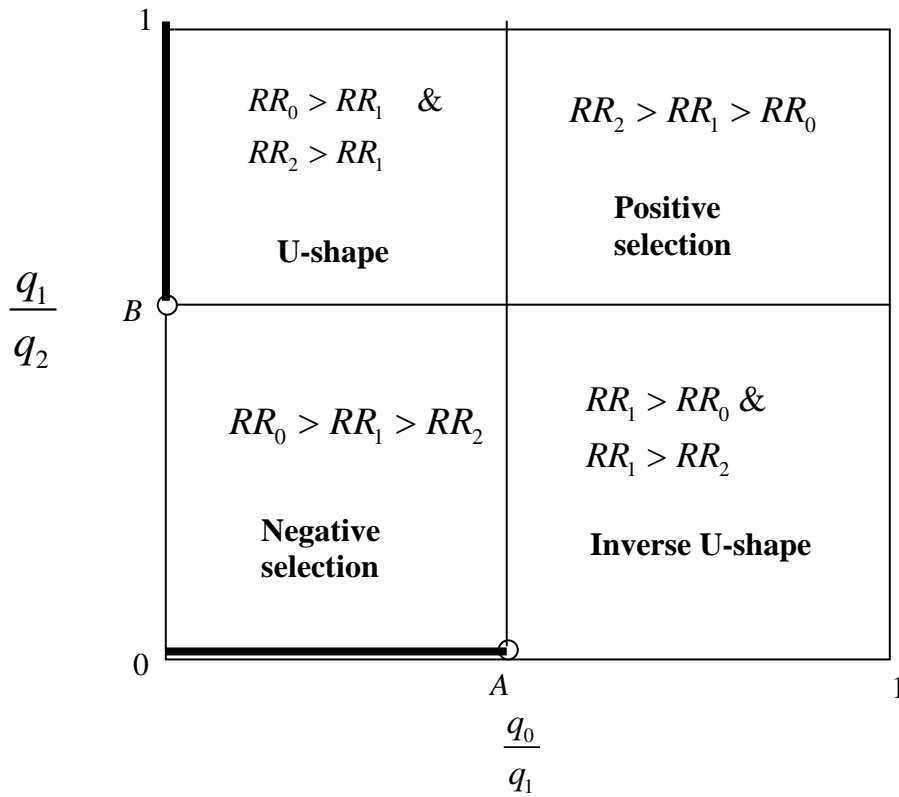 1
RR₀ > RR₁ &
RR₂ > RR₁
U-shape
RR₂ > RR₁ > RR₀
Positive
selection
q₁
q₂
B
RR₀ > RR₁ > RR₂
Negative
selection
RR₁ > RR₀ &
RR₁ > RR₂
Inverse U-shape
0
A
1
q₀
q₁